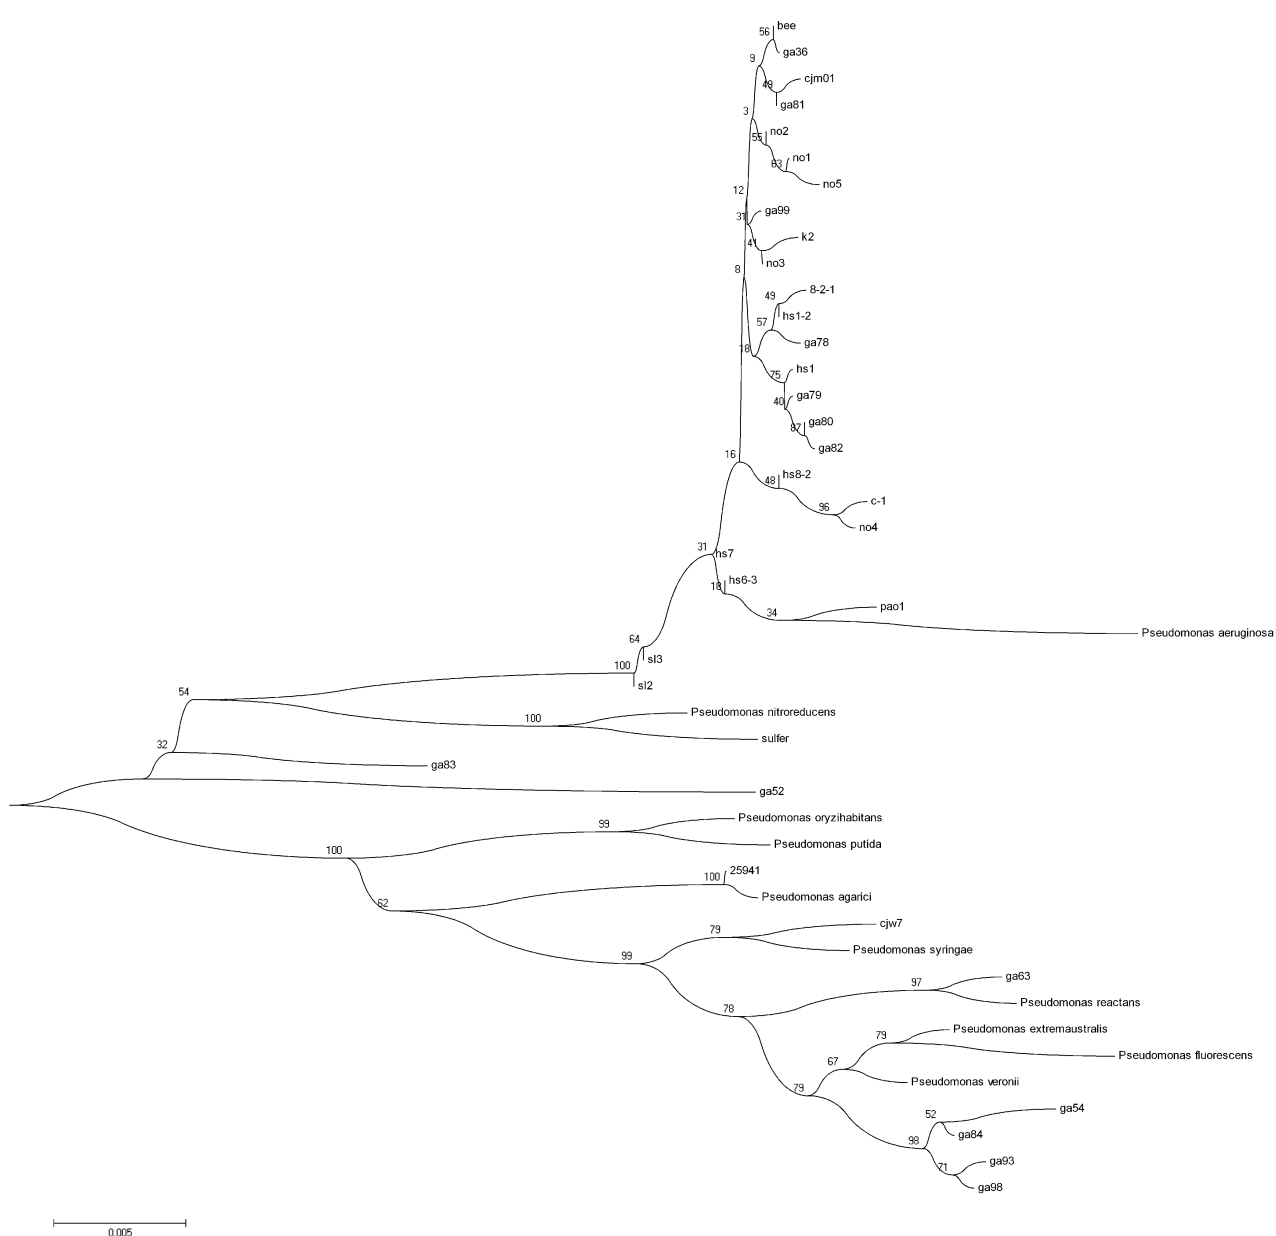 bee
56
ga36
9
cjm01
49
ga81
3
no2
55
no1
63
no5
12
ga99
31
k2
41
no3
8
8-2-1
49
hs1-2
57
ga78
18
hs1
75
ga79
40
ga80
87
ga82
16
hs8-2
48
c-1
96
no4
31
hs7
hs6-3
18
pao1
34
Pseudomonas aeruginosa
64
sl3
100
sl2
54
Pseudomonas nitroreducens
100
sulfer
32
ga83
ga52
Pseudomonas oryzihabitans
99
Pseudomonas putida
100
25941
100
Pseudomonas agarici
62
cjw7
79
Pseudomonas syringae
99
ga63
97
Pseudomonas reactans
78
Pseudomonas extremaustralis
79
Pseudomonas fluorescens
67
Pseudomonas veronii
79
ga54
52
ga84
98
ga93
71
ga98
0.005